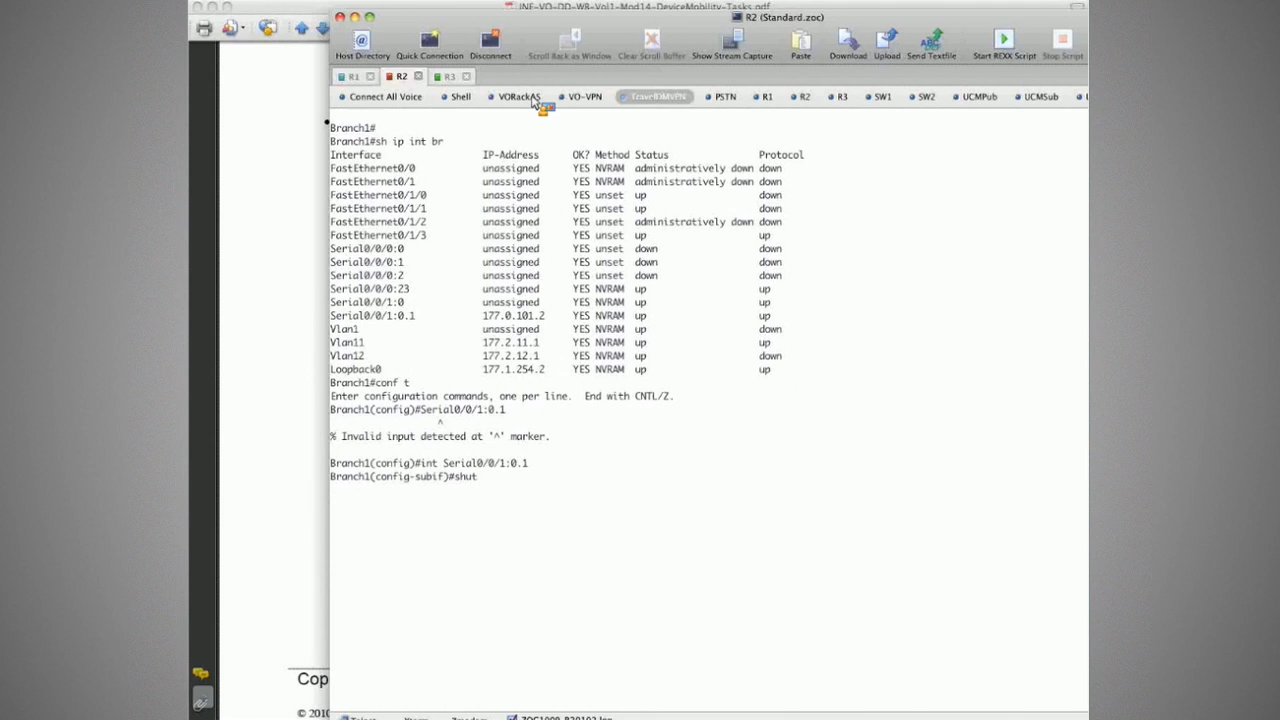 INE-VO-DD-WB-Vol1-Mod14-DeviceMobility-Tasks.pdf
R2 (Standard.zoc)
Host Directory Quick Connection Disconnect Scroll Back as Window Clear Scroll Buffer Show Stream Capture Paste Download Upload Send Textfile Start REXX Script Stop Script
R1 R2 R3
Connect All Voice Shell VORackAS VO-VPN TravelDMVPN PSTN R1 R2 R3 SW1 SW2 UCMPub UCMSub
Branch1#
Branch1#sh ip int br
Interface IP-Address OK? Method Status Protocol
FastEthernet0/0 unassigned YES NVRAM administratively down down
FastEthernet0/1 unassigned YES NVRAM administratively down down
FastEthernet0/1/0 unassigned YES unset up down
FastEthernet0/1/1 unassigned YES unset up down
FastEthernet0/1/2 unassigned YES unset administratively down down
FastEthernet0/1/3 unassigned YES unset up up
Serial0/0/0:0 unassigned YES unset down down
Serial0/0/0:1 unassigned YES unset down down
Serial0/0/0:2 unassigned YES unset down down
Serial0/0/0:23 unassigned YES NVRAM up up
Serial0/0/1:0 unassigned YES NVRAM up up
Serial0/0/1:0.1 177.0.101.2 YES NVRAM up up
Vlan1 unassigned YES NVRAM up down
Vlan11 177.2.11.1 YES NVRAM up up
Vlan12 177.2.12.1 YES NVRAM up down
Loopback0 177.1.254.2 YES NVRAM up up
Branch1#conf t
Enter configuration commands, one per line. End with CNTL/Z.
Branch1(config)#Serial0/0/1:0.1
^
% Invalid input detected at '^' marker.
Branch1(config)#int Serial0/0/1:0.1
Branch1(config-subif)#shut
Cop
© 2010